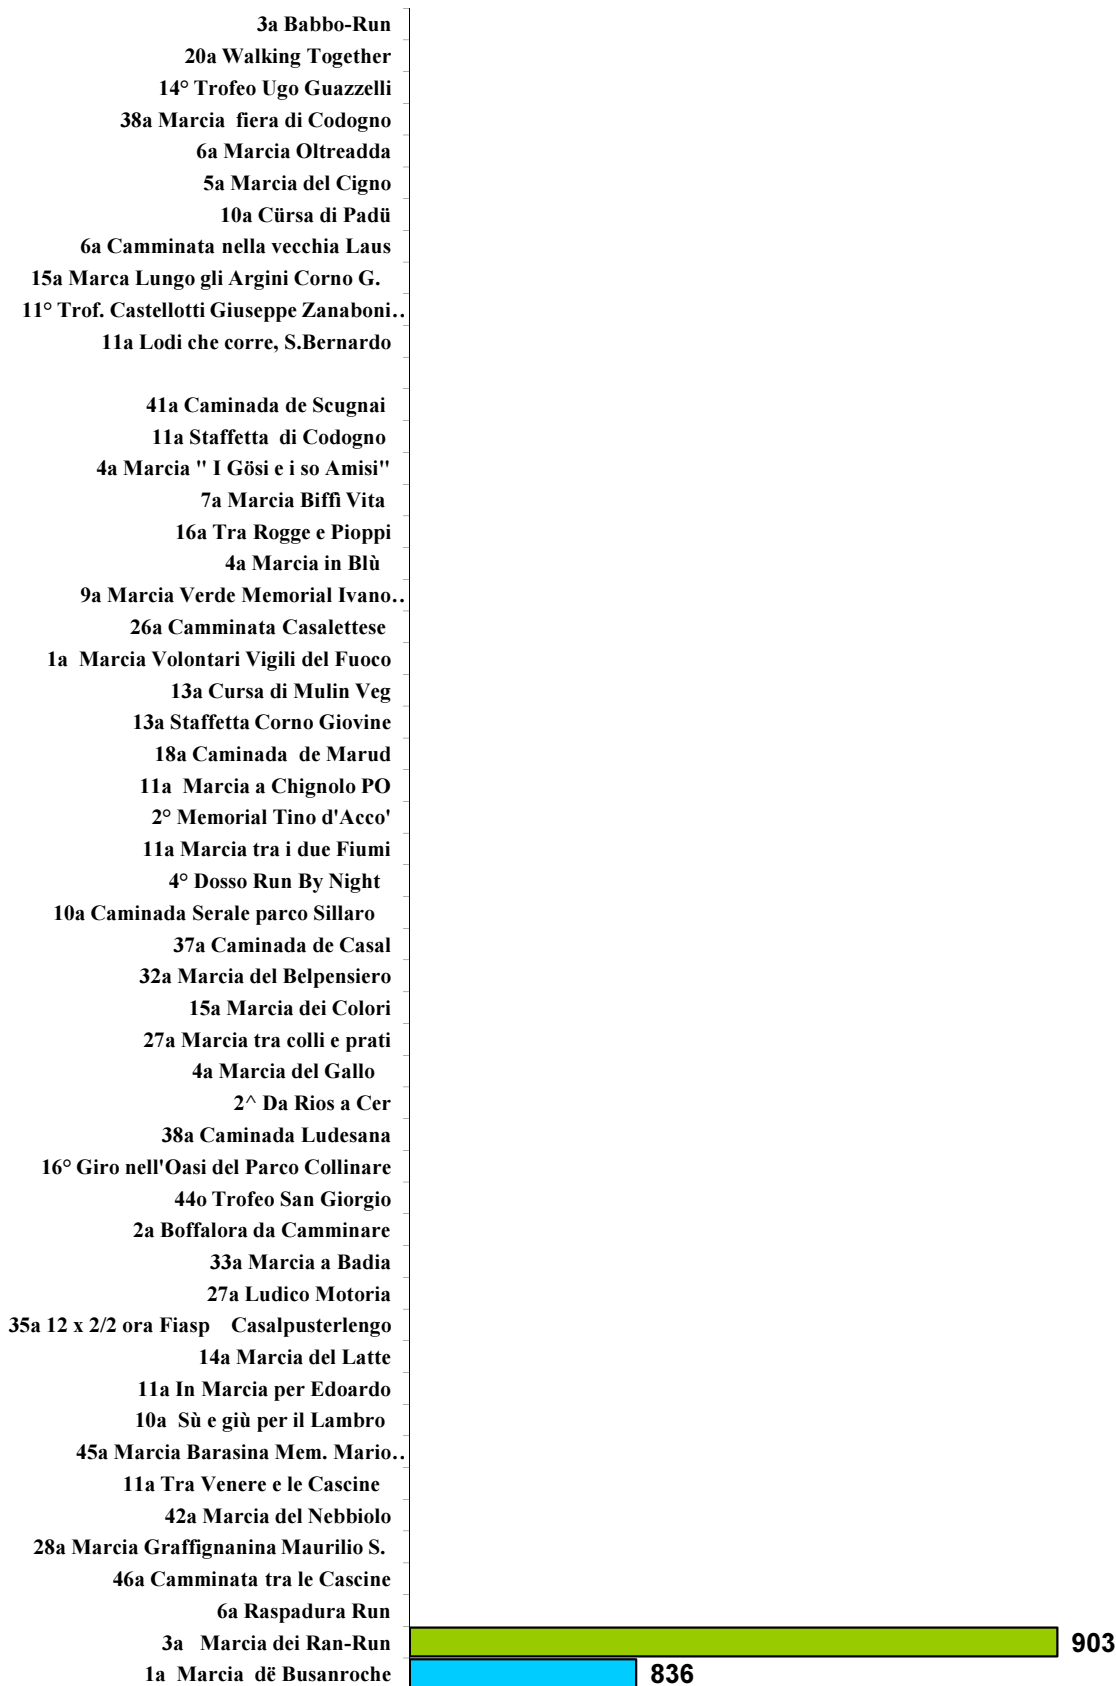 3a Babbo-Run
20a Walking Together
14° Trofeo Ugo Guazzelli
38a Marcia  fiera di Codogno
6a Marcia Oltreadda
5a Marcia del Cigno
10a Cürsa di Padü
6a Camminata nella vecchia Laus
15a Marca Lungo gli Argini Corno G.
11° Trof. Castellotti Giuseppe Zanaboni..
11a Lodi che corre, S.Bernardo
41a Caminada de Scugnai
11a Staffetta  di Codogno
4a Marcia " I Gösi e i so Amisi"
7a Marcia Biffi Vita
16a Tra Rogge e Pioppi
4a Marcia in Blù
9a Marcia Verde Memorial Ivano..
26a Camminata Casalettese
1a  Marcia Volontari Vigili del Fuoco
13a Cursa di Mulin Veg
13a Staffetta Corno Giovine
18a Caminada  de Marud
11a  Marcia a Chignolo PO
2° Memorial Tino d'Acco'
11a Marcia tra i due Fiumi
4° Dosso Run By Night
10a Caminada Serale parco Sillaro
37a Caminada de Casal
32a Marcia del Belpensiero
15a Marcia dei Colori
27a Marcia tra colli e prati
4a Marcia del Gallo
2^ Da Rios a Cer
38a Caminada Ludesana
16° Giro nell'Oasi del Parco Collinare
44o Trofeo San Giorgio
2a Boffalora da Camminare
33a Marcia a Badia
27a Ludico Motoria
35a 12 x 2/2 ora Fiasp    Casalpusterlengo
14a Marcia del Latte
11a In Marcia per Edoardo
10a  Sù e giù per il Lambro
45a Marcia Barasina Mem. Mario..
11a Tra Venere e le Cascine
42a Marcia del Nebbiolo
28a Marcia Graffignanina Maurilio S.
46a Camminata tra le Cascine
6a Raspadura Run
3a   Marcia dei Ran-Run 903
1a  Marcia  dë Busanroche 836